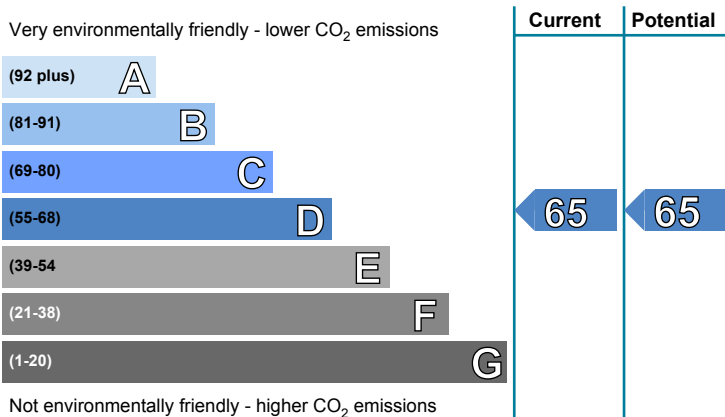 Very environmentally friendly - lower CO2 emissions
Current
Potential
(92 plus) A
(81-91) B
(69-80) C
(55-68) D
65
65
(39-54 E
(21-38) F
(1-20) G
Not environmentally friendly - higher CO2 emissions